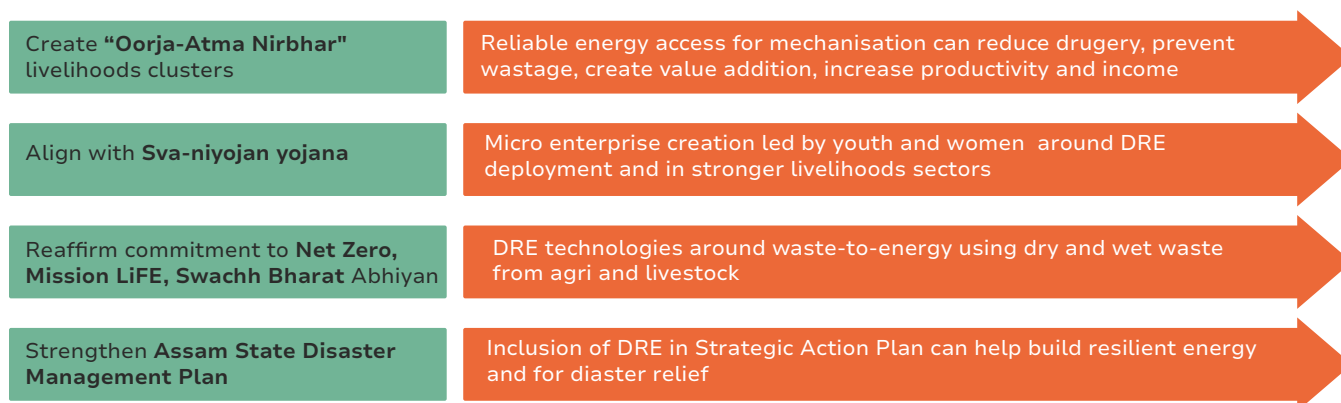 Create “Oorja-Atma Nirbhar"
livelihoods clusters
Reliable energy access for mechanisation can reduce drugery, prevent
wastage, create value addition, increase productivity and income
Align with Sva-niyojan yojana
Micro enterprise creation led by youth and women around DRE
deployment and in stronger livelihoods sectors
Reaffirm commitment to Net Zero,
Mission LiFE, Swachh Bharat Abhiyan
DRE technologies around waste-to-energy using dry and wet waste
from agri and livestock
Strengthen Assam State Disaster
Management Plan
Inclusion of DRE in Strategic Action Plan can help build resilient energy
and for diaster relief